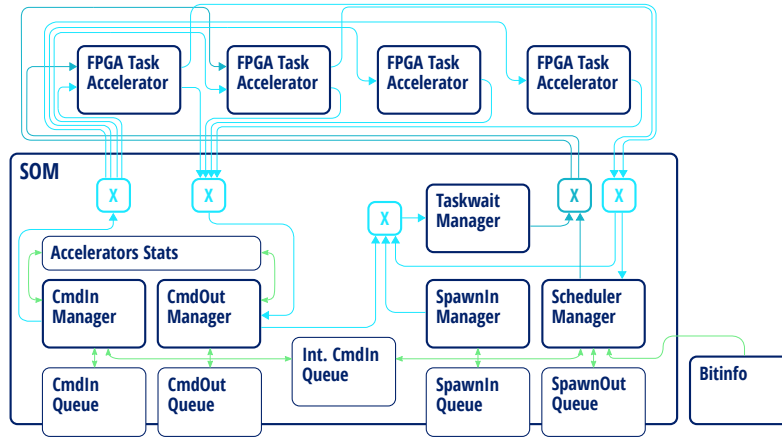 FPGA Task
Accelerator
FPGA Task
Accelerator
FPGA Task
Accelerator
FPGA Task
Accelerator
SOM
X
X
X
Taskwait
Manager
X
X
Accelerators Stats
CmdIn
Manager
CmdOut
Manager
SpawnIn
Manager
Scheduler
Manager
Int. CmdIn
Queue
CmdIn
Queue
CmdOut
Queue
SpawnIn
Queue
SpawnOut
Queue
Bitinfo